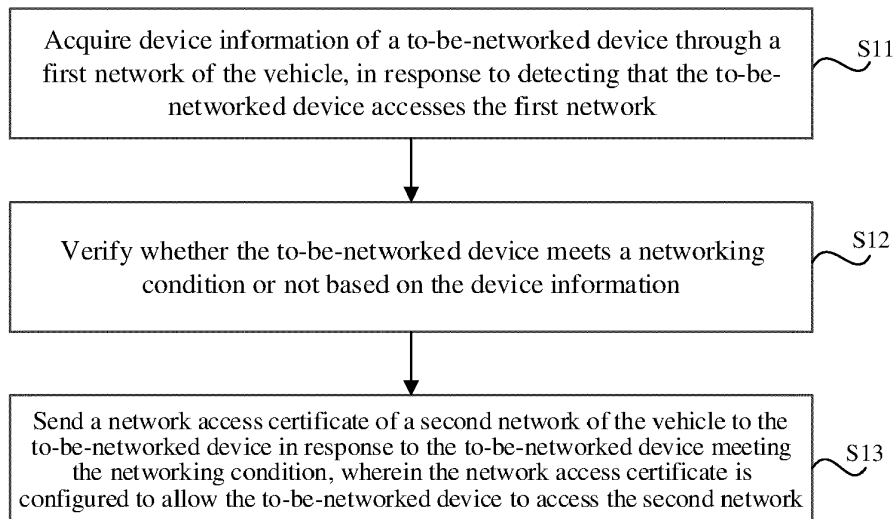 Acquire device information of a to-be-networked device through a
first network of the vehicle, in response to detecting that the to-be-
networked device accesses the first network
S11
Verify whether the to-be-networked device meets a networking
condition or not based on the device information
S12
Send a network access certificate of a second network of the vehicle to the
to-be-networked device in response to the to-be-networked device meeting
the networking condition, wherein the network access certificate is
configured to allow the to-be-networked device to access the second network
S13